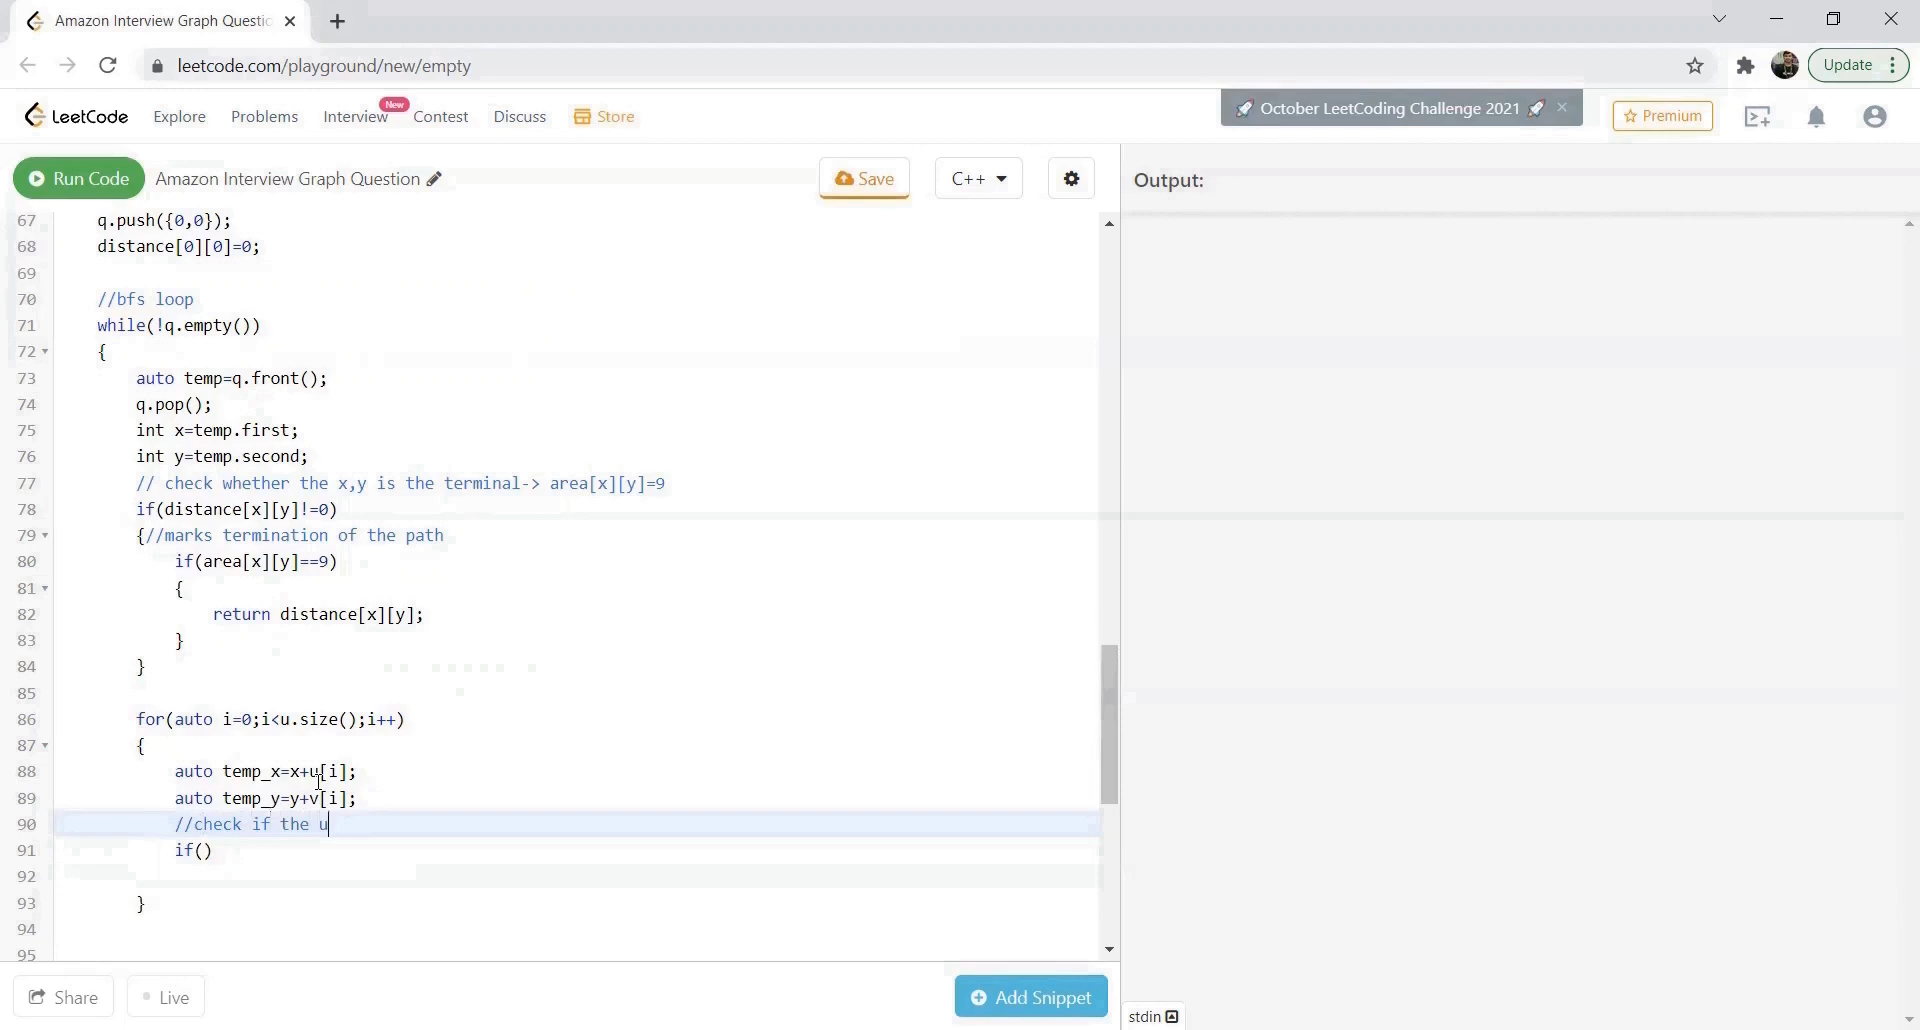 Amazon Interview Graph Questio
leetcode.com/playground/new/empty
Update
LeetCode Explore Problems Interview New Contest Discuss Store
October LeetCoding Challenge 2021
Premium
Run Code Amazon Interview Graph Question Save C++
Output:
67 q.push({0,0});
68 distance[0][0]=0;
69
70 //bfs loop
71 while(!q.empty())
72 {
73 auto temp=q.front();
74 q.pop();
75 int x=temp.first;
76 int y=temp.second;
77 // check whether the x,y is the terminal-> area[x][y]=9
78 if(distance[x][y]!=0)
79 {//marks termination of the path
80 if(area[x][y]==9)
81 {
82 return distance[x][y];
83 }
84 }
85
86 for(auto i=0;i<u.size();i++)
87 {
88 auto temp_x=x+u[i];
89 auto temp_y=y+v[i];
90 //check if the u
91 if()
92
93 }
94
95
Share Live Add Snippet
stdin